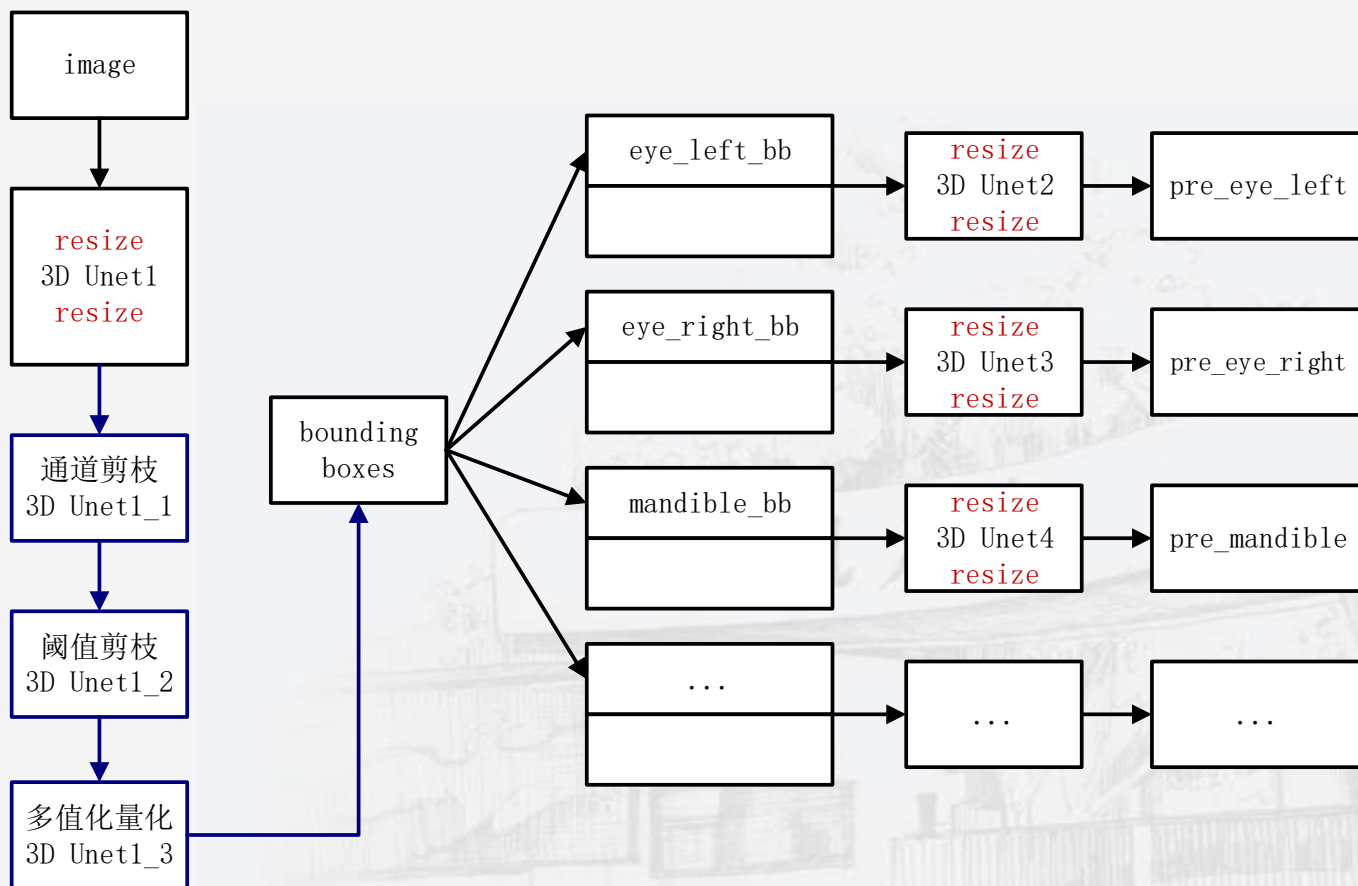 image
resize
3D Unet1
resize
通道剪枝
3D Unet1_1
阈值剪枝
3D Unet1_2
多值化量化
3D Unet1_3
bounding
boxes
eye_left_bb
resize
3D Unet2
resize
pre_eye_left
eye_right_bb
resize
3D Unet3
resize
pre_eye_right
mandible_bb
resize
3D Unet4
resize
pre_mandible
...
...
...